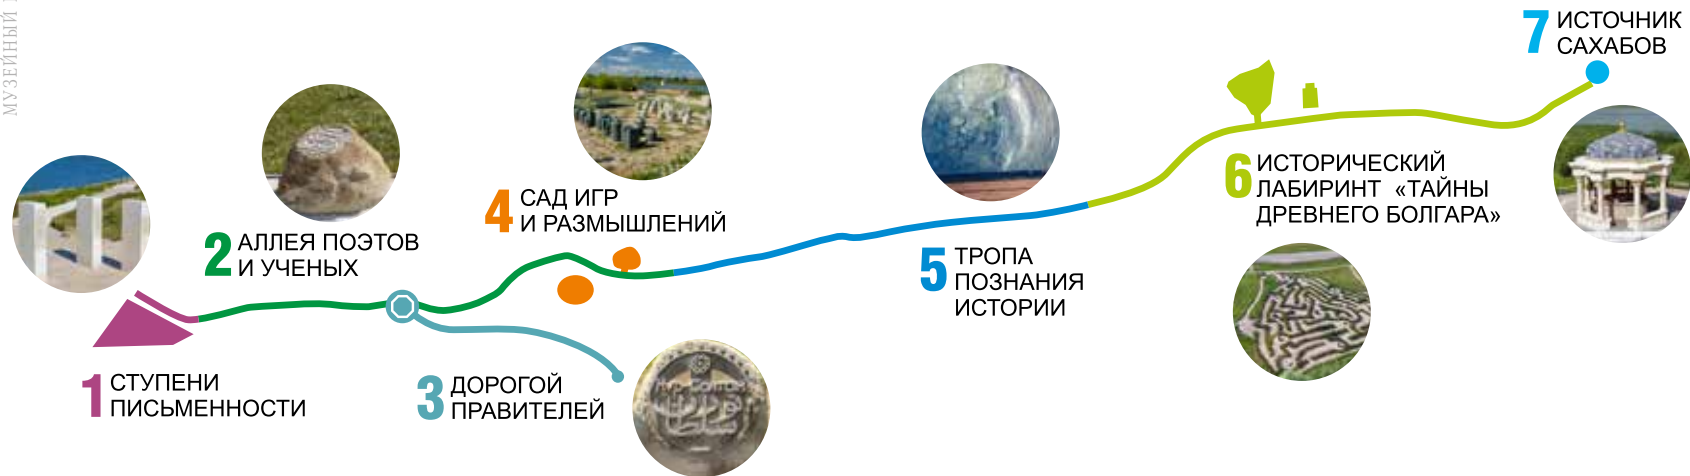 МУЗЕЙНЫЙ
1 СТУПЕНИ
ПИСЬМЕННОСТИ
2 АЛЛЕЯ ПОЭТОВ
И УЧЕНЫХ
3 ДОРОГОЙ
ПРАВИТЕЛЕЙ
4 САД ИГР
И РАЗМЫШЛЕНИЙ
5 ТРОПА
ПОЗНАНИЯ
ИСТОРИИ
6 ИСТОРИЧЕСКИЙ
ЛАБИРИНТ «ТАЙНЫ
ДРЕВНЕГО БОЛГАРА»
7 ИСТОЧНИК
САХАБОВ